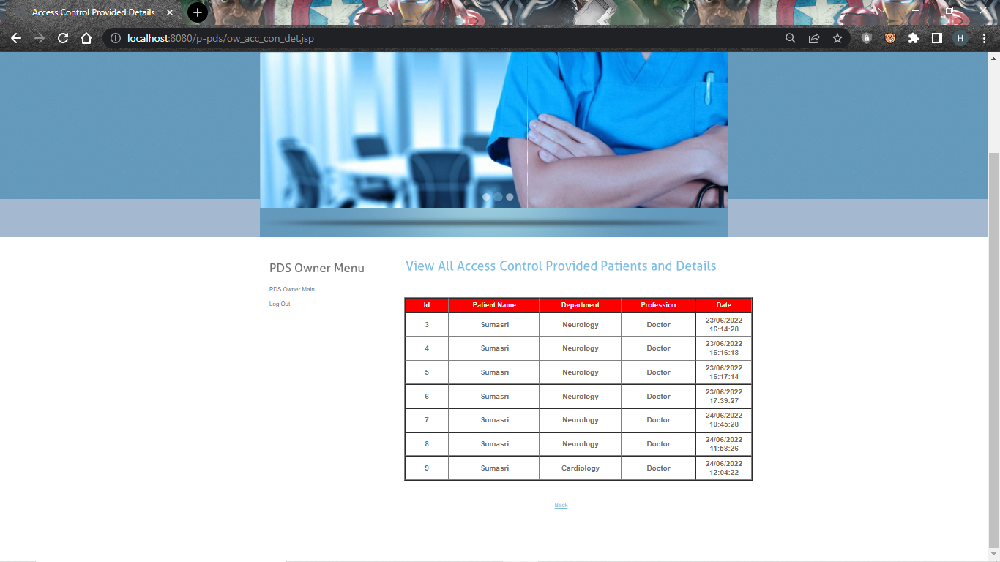 Access Control Provided Details
localhost:8080/p-pds/ow_acc_con_det.jsp
H
PDS Owner Menu
PDS Owner Main
Log Out
View All Access Control Provided Patients and Details
Id Patient Name Department Profession Date
3 Sumasri Neurology Doctor 23/06/2022 16:14:28
4 Sumasri Neurology Doctor 23/06/2022 16:16:18
5 Sumasri Neurology Doctor 23/06/2022 16:17:14
6 Sumasri Neurology Doctor 23/06/2022 17:39:27
7 Sumasri Neurology Doctor 24/06/2022 10:45:28
8 Sumasri Neurology Doctor 24/06/2022 11:58:26
9 Sumasri Cardiology Doctor 24/06/2022 12:04:22
Back